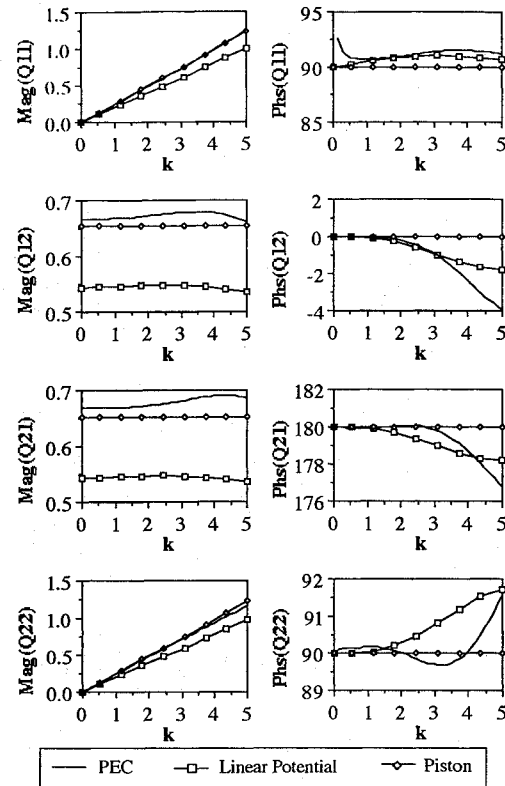 Mag(Q11)
1.5
1.0
0.5
0.0
0 1 2 3 4 5
k
Phs(Q11)
95
90
85
0 1 2 3 4 5
k
Mag(Q12)
0.7
0.6
0.5
0 1 2 3 4 5
k
Phs(Q12)
2
0
-2
-4
0 1 2 3 4 5
k
Mag(Q21)
0.7
0.6
0.5
0 1 2 3 4 5
k
Phs(Q21)
182
180
178
176
0 1 2 3 4 5
k
Mag(Q22)
1.5
1.0
0.5
0.0
0 1 2 3 4 5
k
Phs(Q22)
92
91
90
89
0 1 2 3 4 5
k
PEC Linear Potential Piston